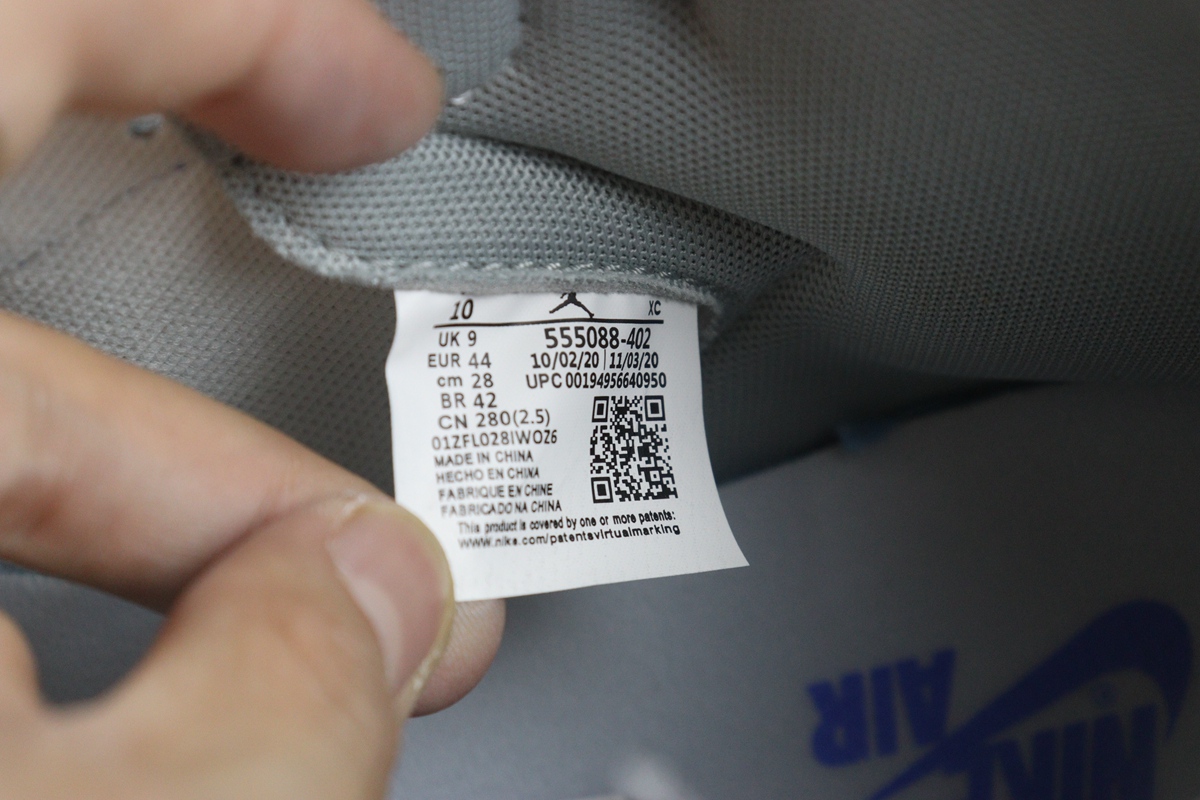 10 XC
UK 9 555088-402
EUR 44 10/02/20 11/03/20
cm 28 UPC 00194956640950
BR 42
CN 280(2.5)
01ZFL028IWOZ6
MADE IN CHINA
HECHO EN CHINA
FABRIQUE EN CHINE
FABRICADO NA CHINA
This product is covered by one or more patents:
www.nike.com/patentsvirtualmarking
NIKE
AIR